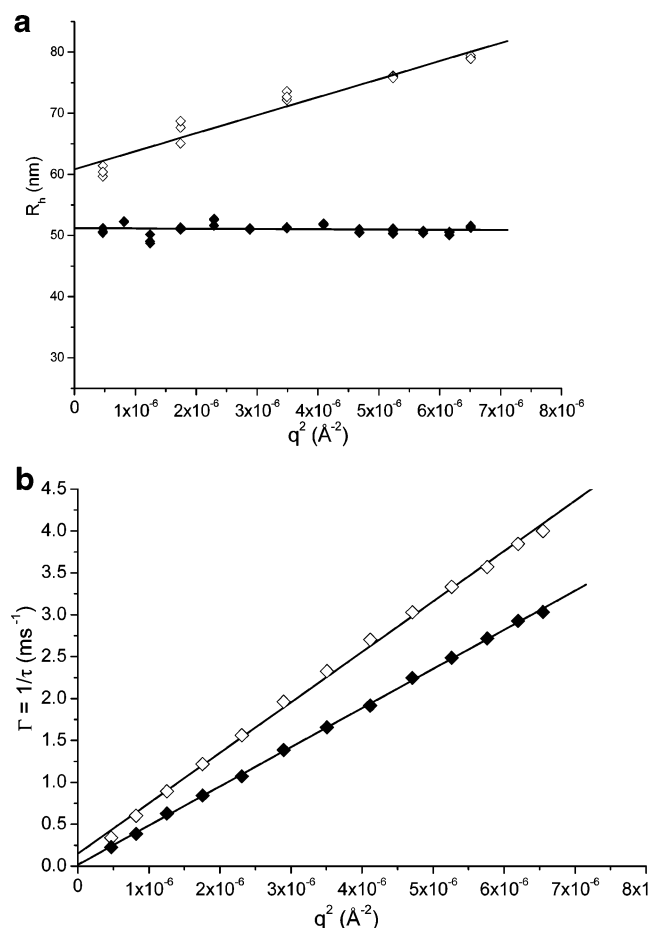 a
80
70
60
50
40
30
R_h (nm)
0 1x10⁻⁶ 2x10⁻⁶ 3x10⁻⁶ 4x10⁻⁶ 5x10⁻⁶ 6x10⁻⁶ 7x10⁻⁶ 8x10⁻⁶
q² (Å⁻²)
b
4.5
4.0
3.5
3.0
2.5
2.0
1.5
1.0
0.5
0.0
Γ = 1/τ (ms⁻¹)
0 1x10⁻⁶ 2x10⁻⁶ 3x10⁻⁶ 4x10⁻⁶ 5x10⁻⁶ 6x10⁻⁶ 7x10⁻⁶ 8x1
q² (Å⁻²)